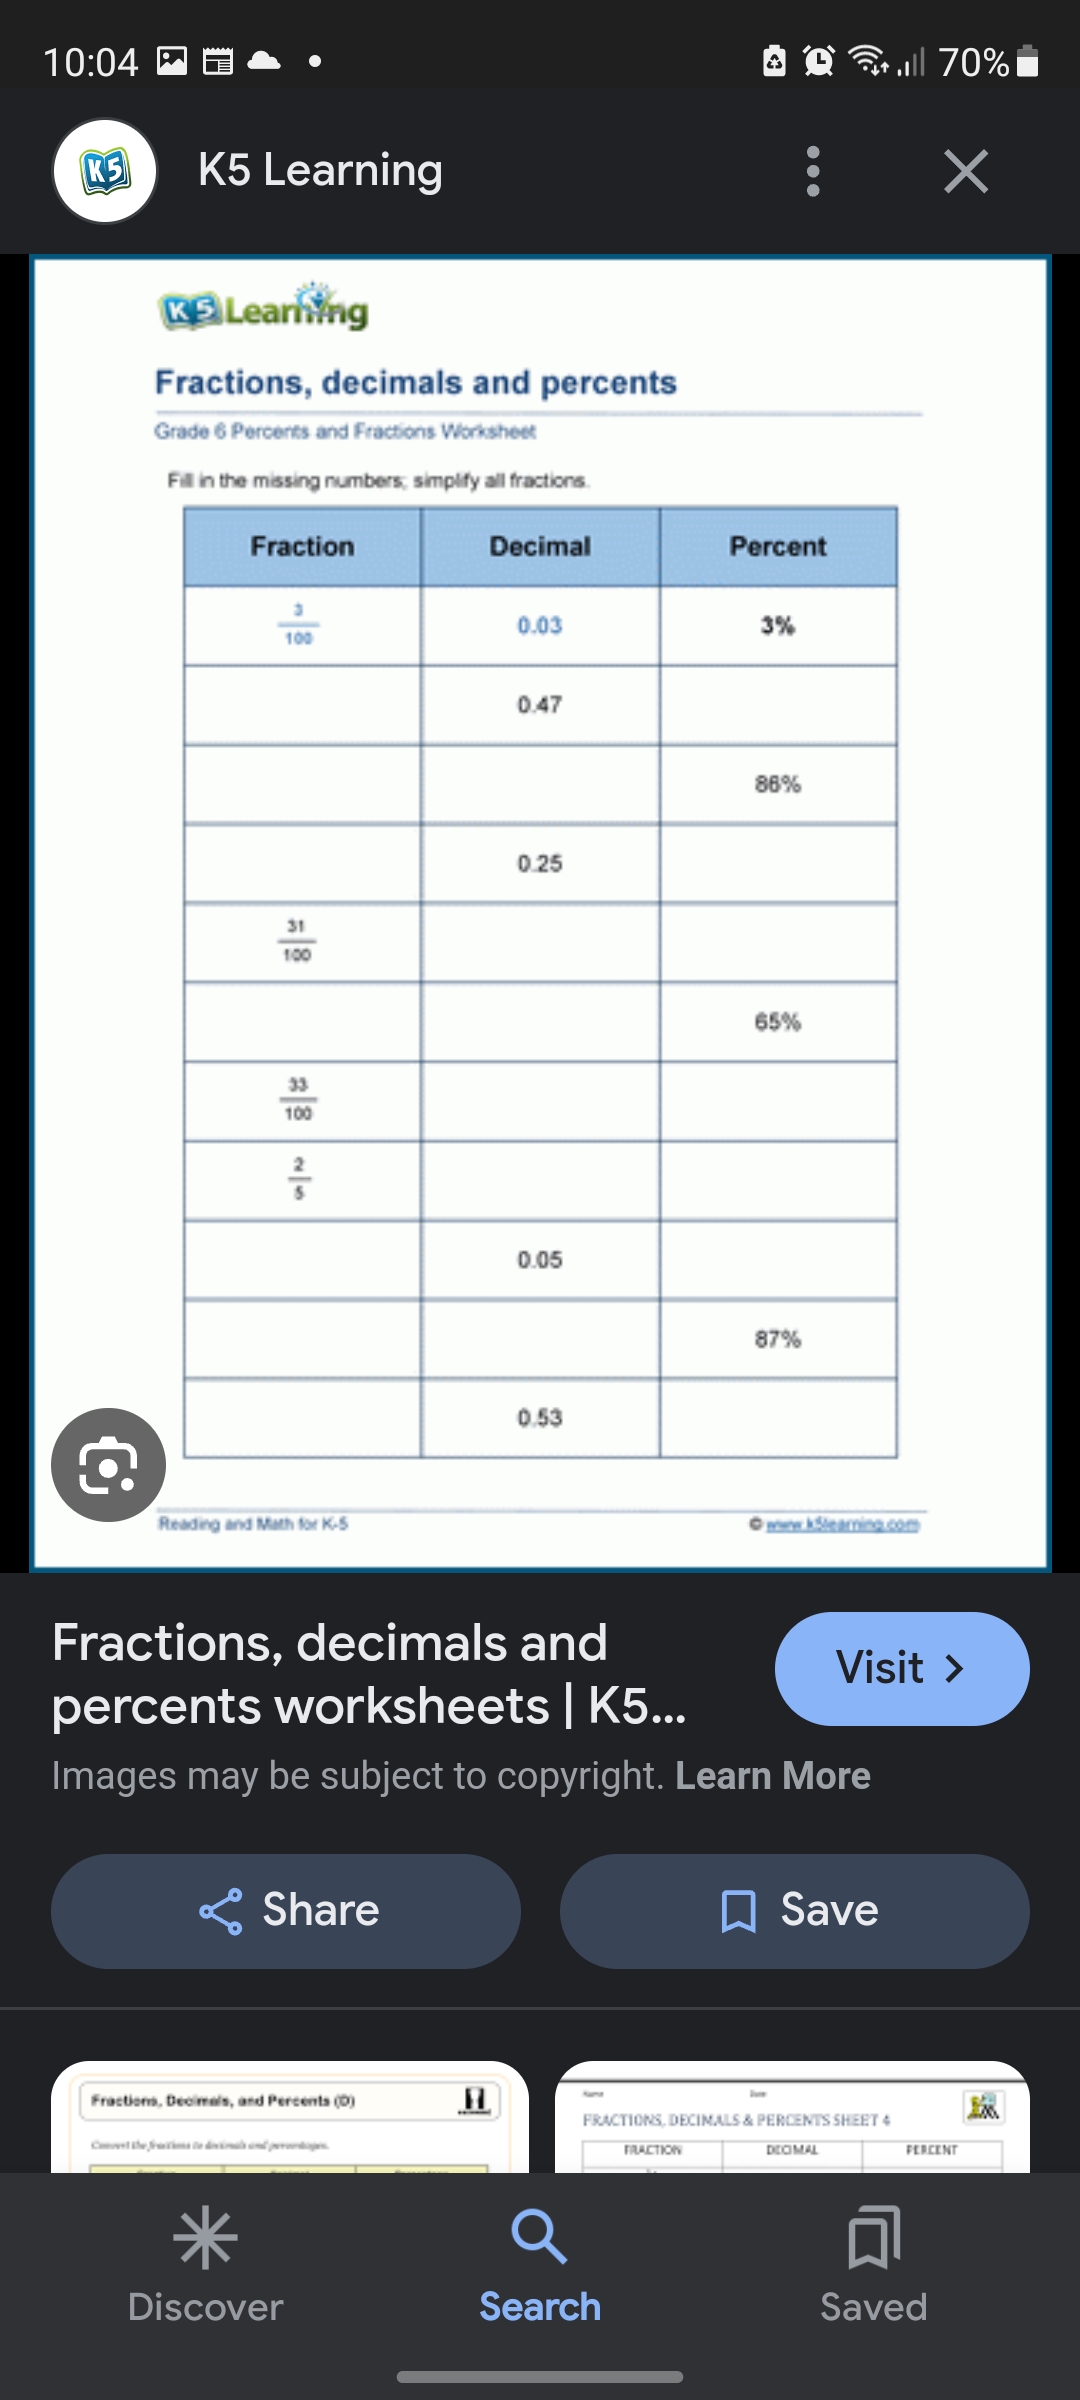 10:04 70%
K5 Learning
K5 Learning
Fractions, decimals and percents
Grade 6 Percents and Fractions Worksheet
Fill in the missing numbers; simplify all fractions.
Fraction Decimal Percent
3/100 0.03 3%
0.47
86%
0.25
31/100
65%
33/100
2/5
0.05
87%
0.53
Reading and Math for K-5 © www.k5learning.com
Fractions, decimals and
percents worksheets | K5...
Visit >
Images may be subject to copyright. Learn More
Share Save
Fractions, Decimals, and Percents (D)
Convert the fractions to decimals and percentages.
Name Date
FRACTIONS, DECIMALS & PERCENTS SHEET 4
FRACTION DECIMAL PERCENT
Discover Search Saved